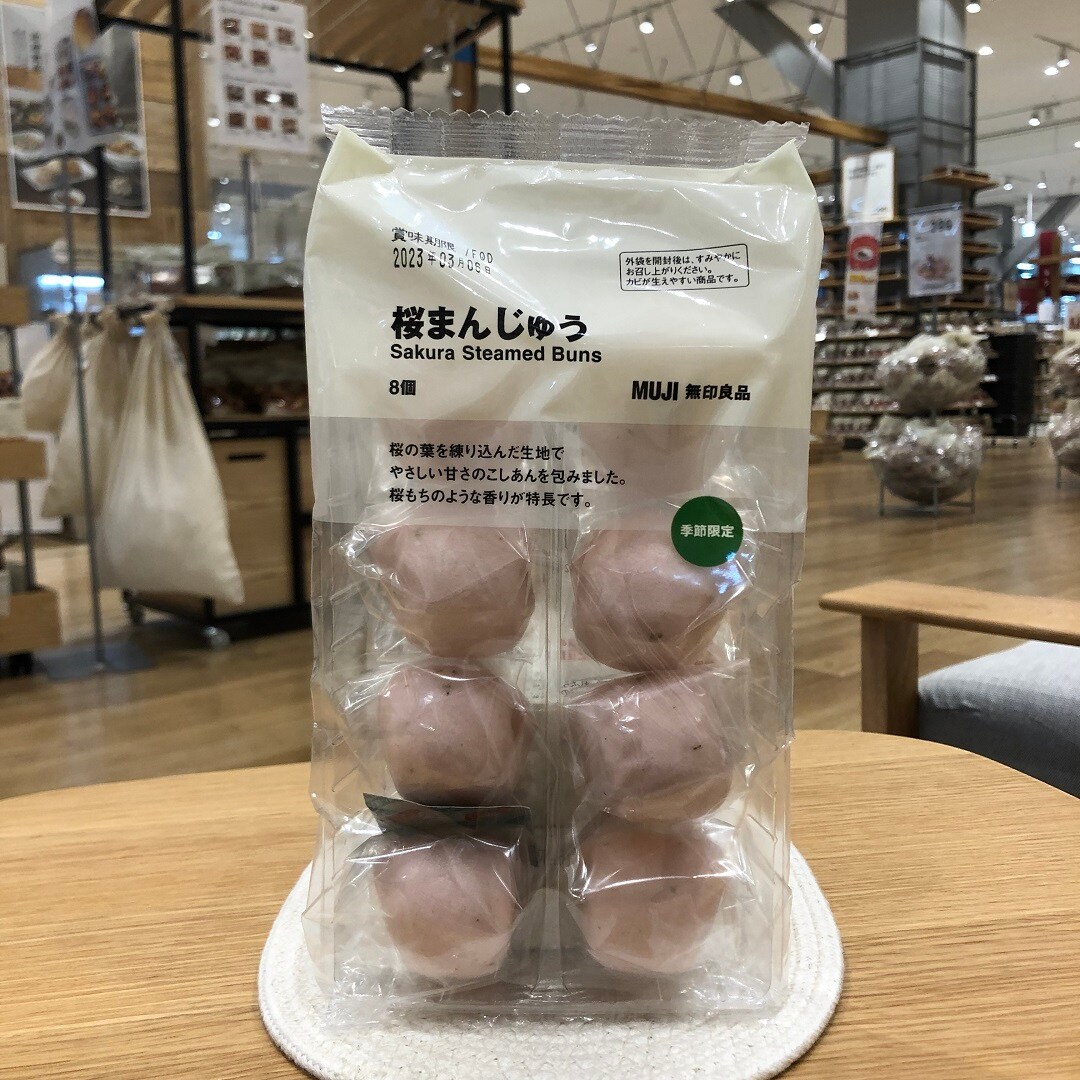 賞味期限 /FOD
2023年03月08日
外袋を開封後は、すみやかに
お召し上がりください。
カビが生えやすい商品です。
桜まんじゅう
Sakura Steamed Buns
8個
MUJI 無印良品
桜の葉を練り込んだ生地で
やさしい甘さのこしあんを包みました。
桜もちのような香りが特長です。
季節限定